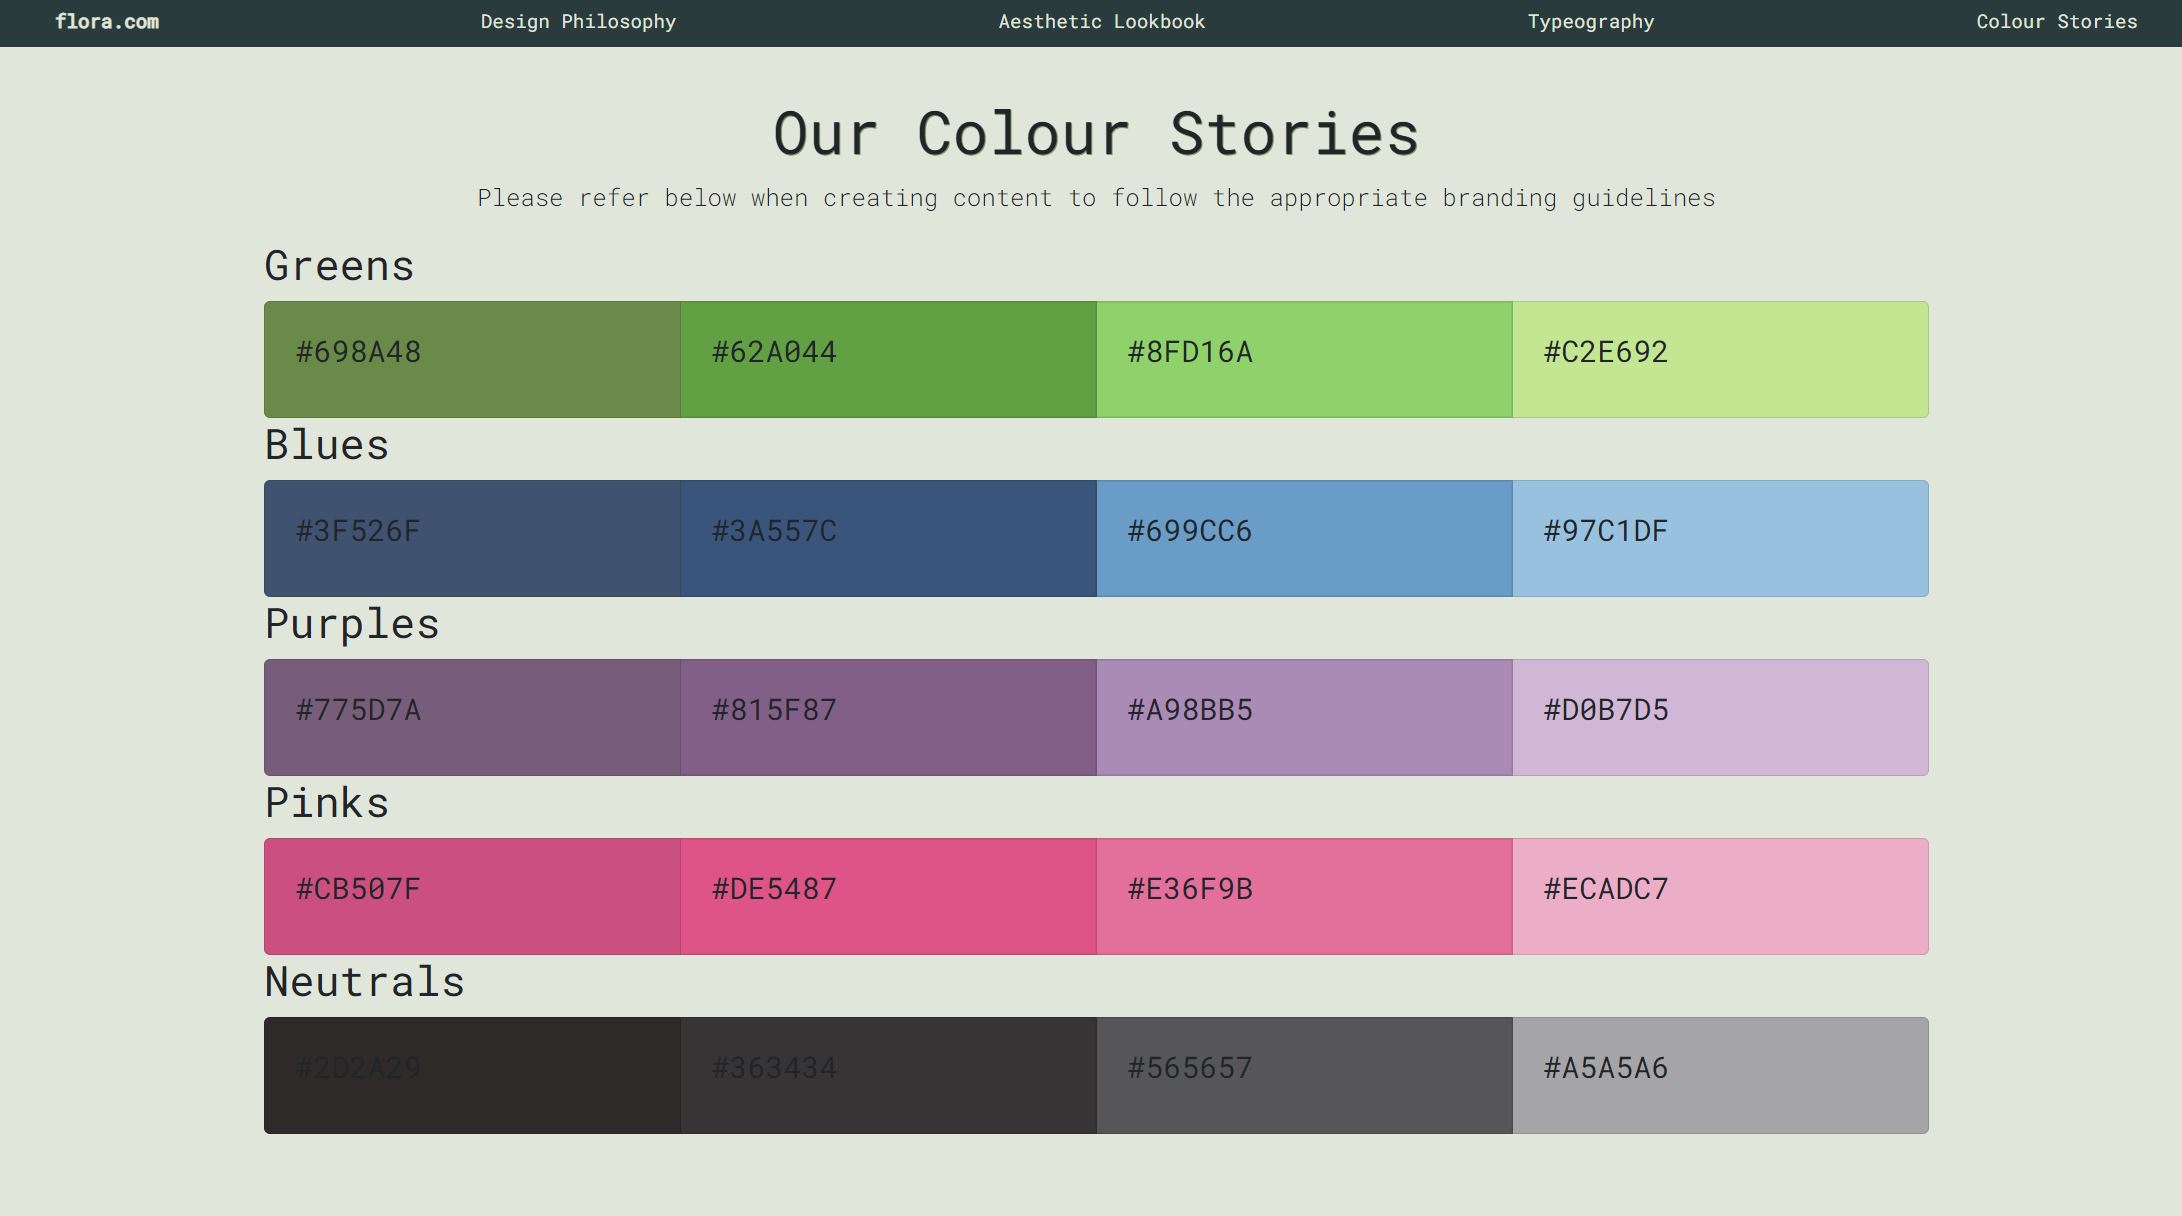 flora.com Design Philosophy Aesthetic Lookbook Typeography Colour Stories
Our Colour Stories
Please refer below when creating content to follow the appropriate branding guidelines
Greens
#698A48 #62A044 #8FD16A #C2E692
Blues
#3F526F #3A557C #699CC6 #97C1DF
Purples
#775D7A #815F87 #A98BB5 #D0B7D5
Pinks
#CB507F #DE5487 #E36F9B #ECADC7
Neutrals
#2D2A29 #363434 #565657 #A5A5A6